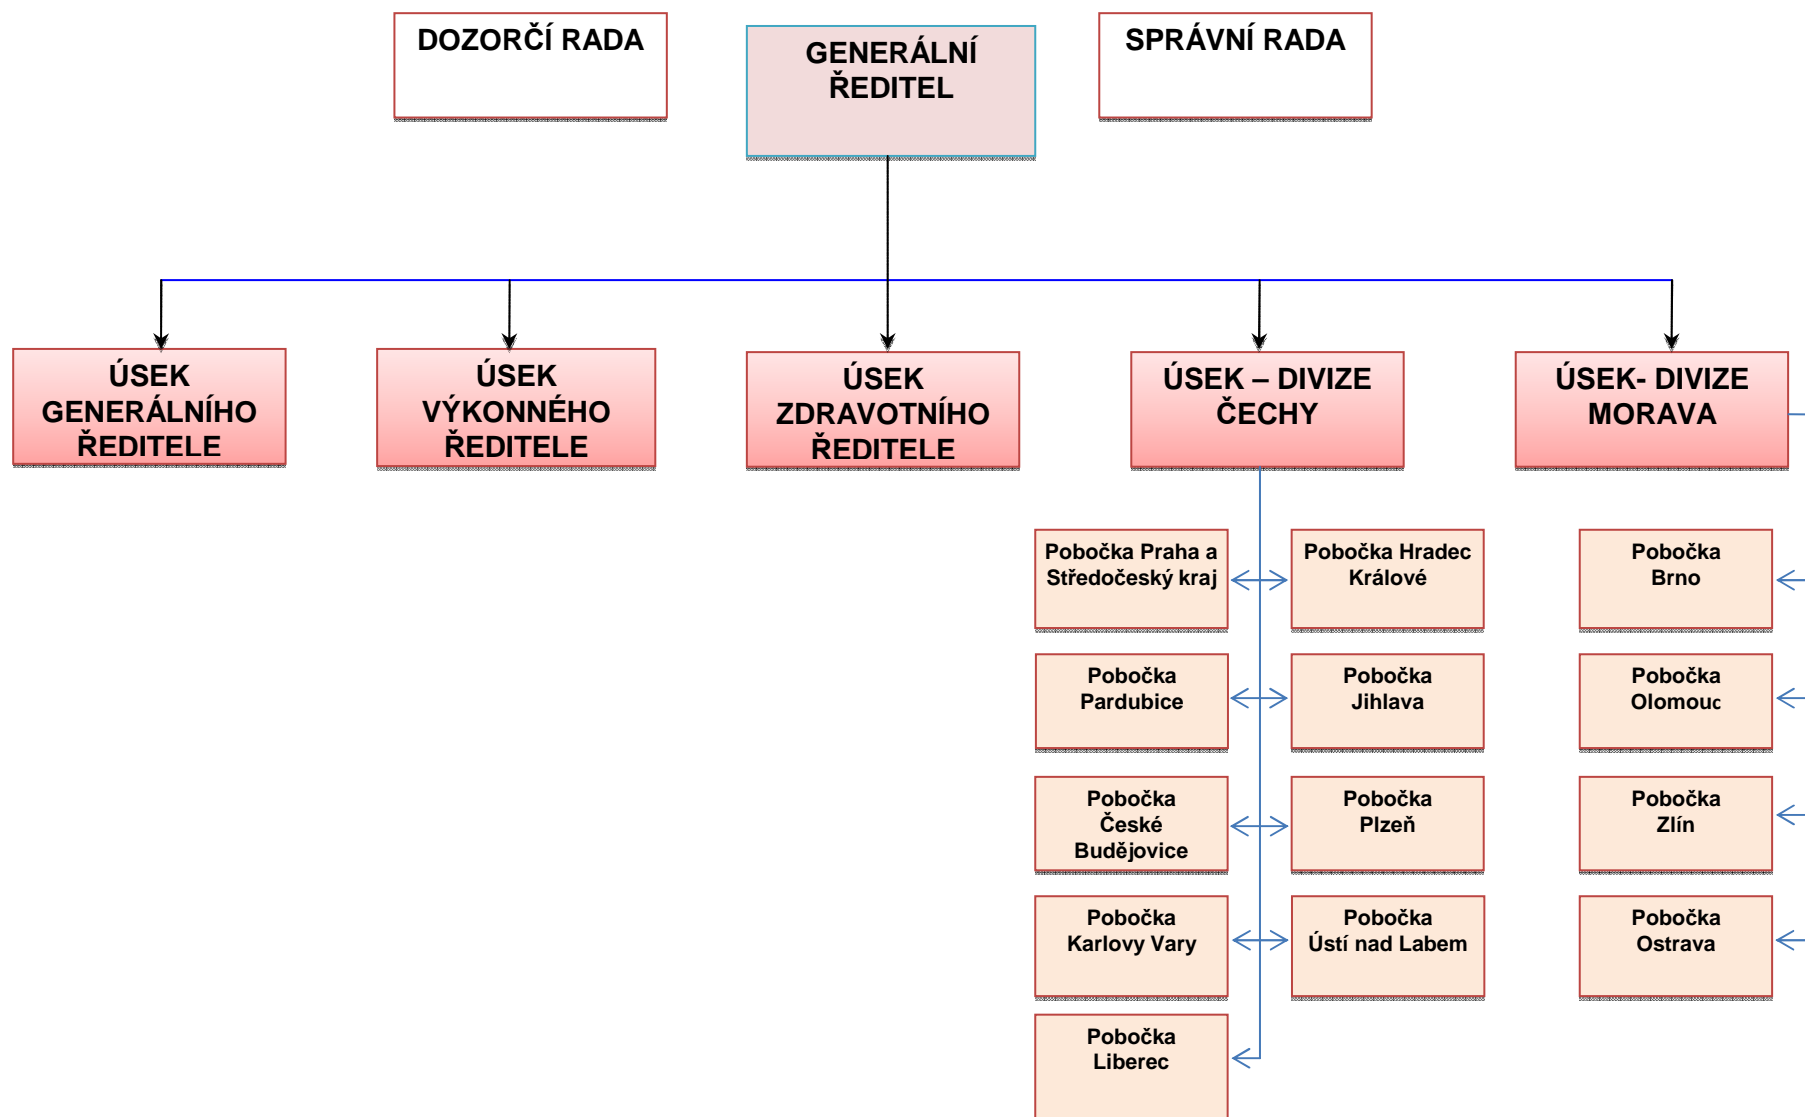 DOZORČÍ RADA
GENERÁLNÍ
ŘEDITEL
SPRÁVNÍ RADA
ÚSEK
GENERÁLNÍHO
ŘEDITELE
ÚSEK
VÝKONNÉHO
ŘEDITELE
ÚSEK
ZDRAVOTNÍHO
ŘEDITELE
ÚSEK – DIVIZE
ČECHY
ÚSEK- DIVIZE
MORAVA
Pobočka Praha a
Středočeský kraj
Pobočka Hradec
Králové
Pobočka
Brno
Pobočka
Pardubice
Pobočka
Jihlava
Pobočka
Olomouc
Pobočka
České
Budějovice
Pobočka
Plzeň
Pobočka
Zlín
Pobočka
Karlovy Vary
Pobočka
Ústí nad Labem
Pobočka
Ostrava
Pobočka
Liberec